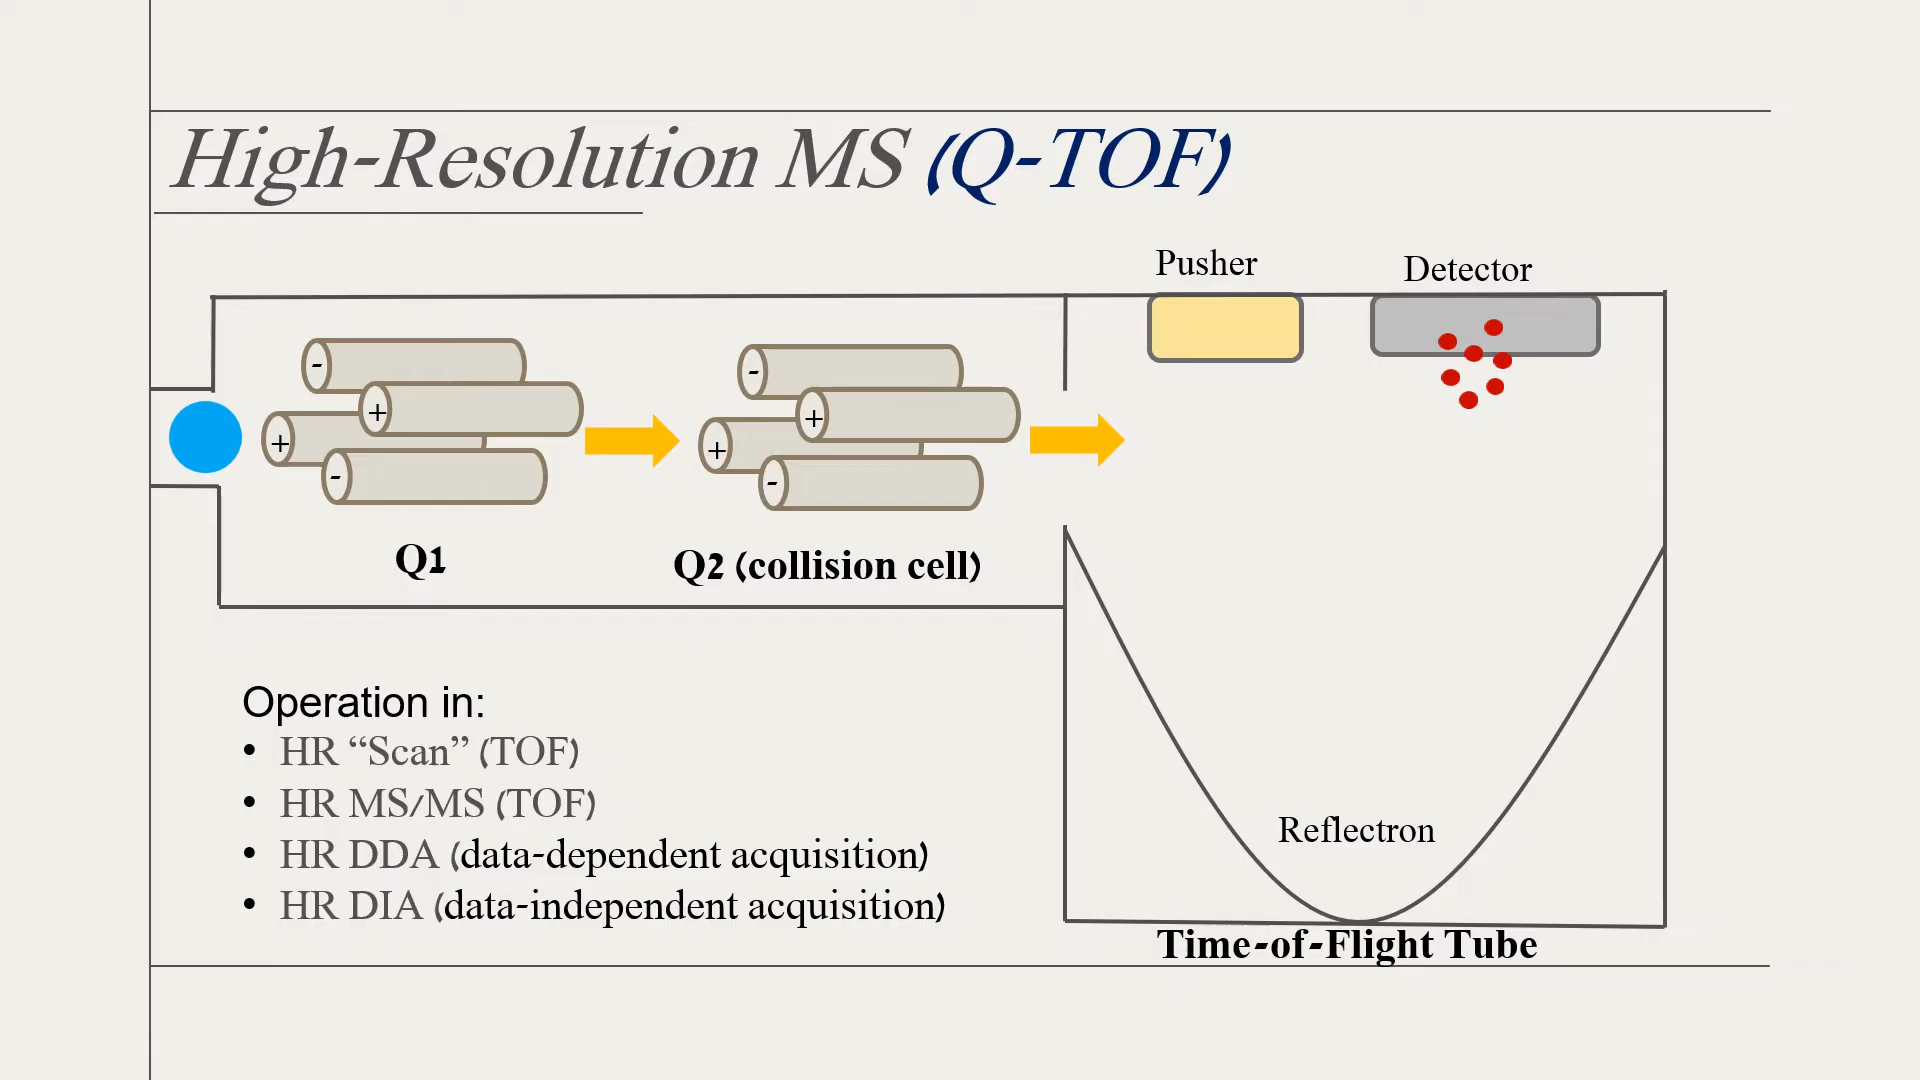 High-Resolution MS (Q-TOF)
Pusher
Detector
-
+
+
-
-
+
+
-
Q1
Q2 (collision cell)
Operation in:
• HR “Scan” (TOF)
• HR MS/MS (TOF)
• HR DDA (data-dependent acquisition)
• HR DIA (data-independent acquisition)
Reflectron
Time-of-Flight Tube